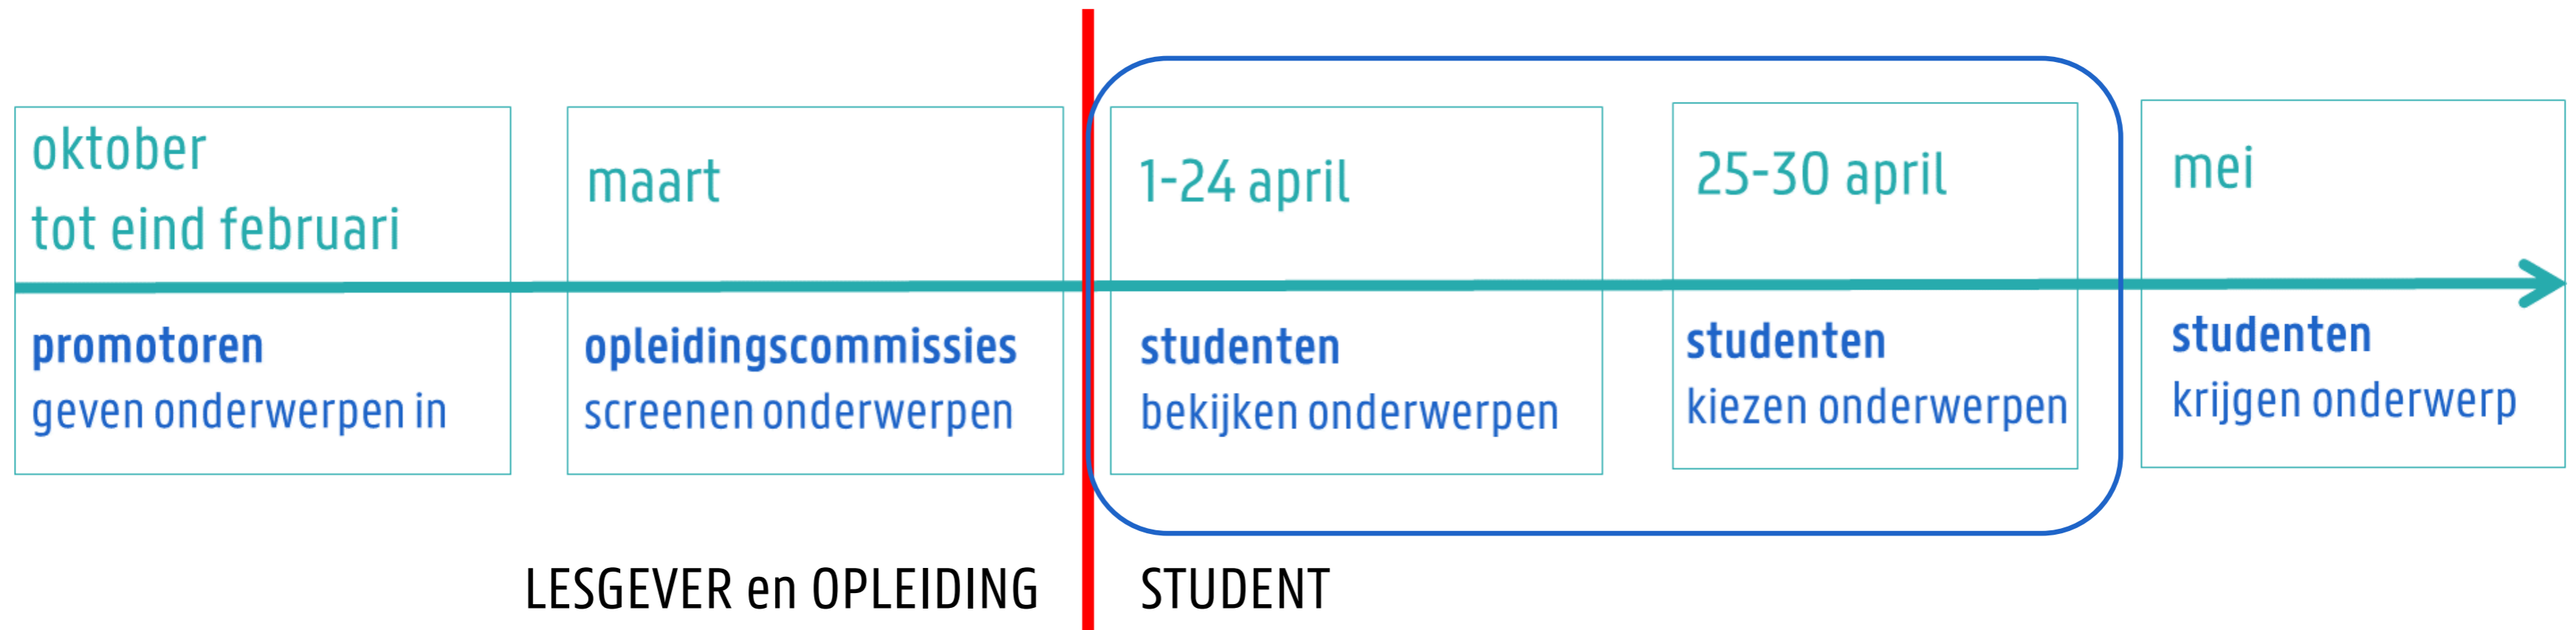 oktober
tot eind februari
promotoren
geven onderwerpen in
maart
opleidingscommissies
screenen onderwerpen
1-24 april
studenten
bekijken onderwerpen
25-30 april
studenten
kiezen onderwerpen
mei
studenten
krijgen onderwerp
LESGEVER en OPLEIDING
STUDENT